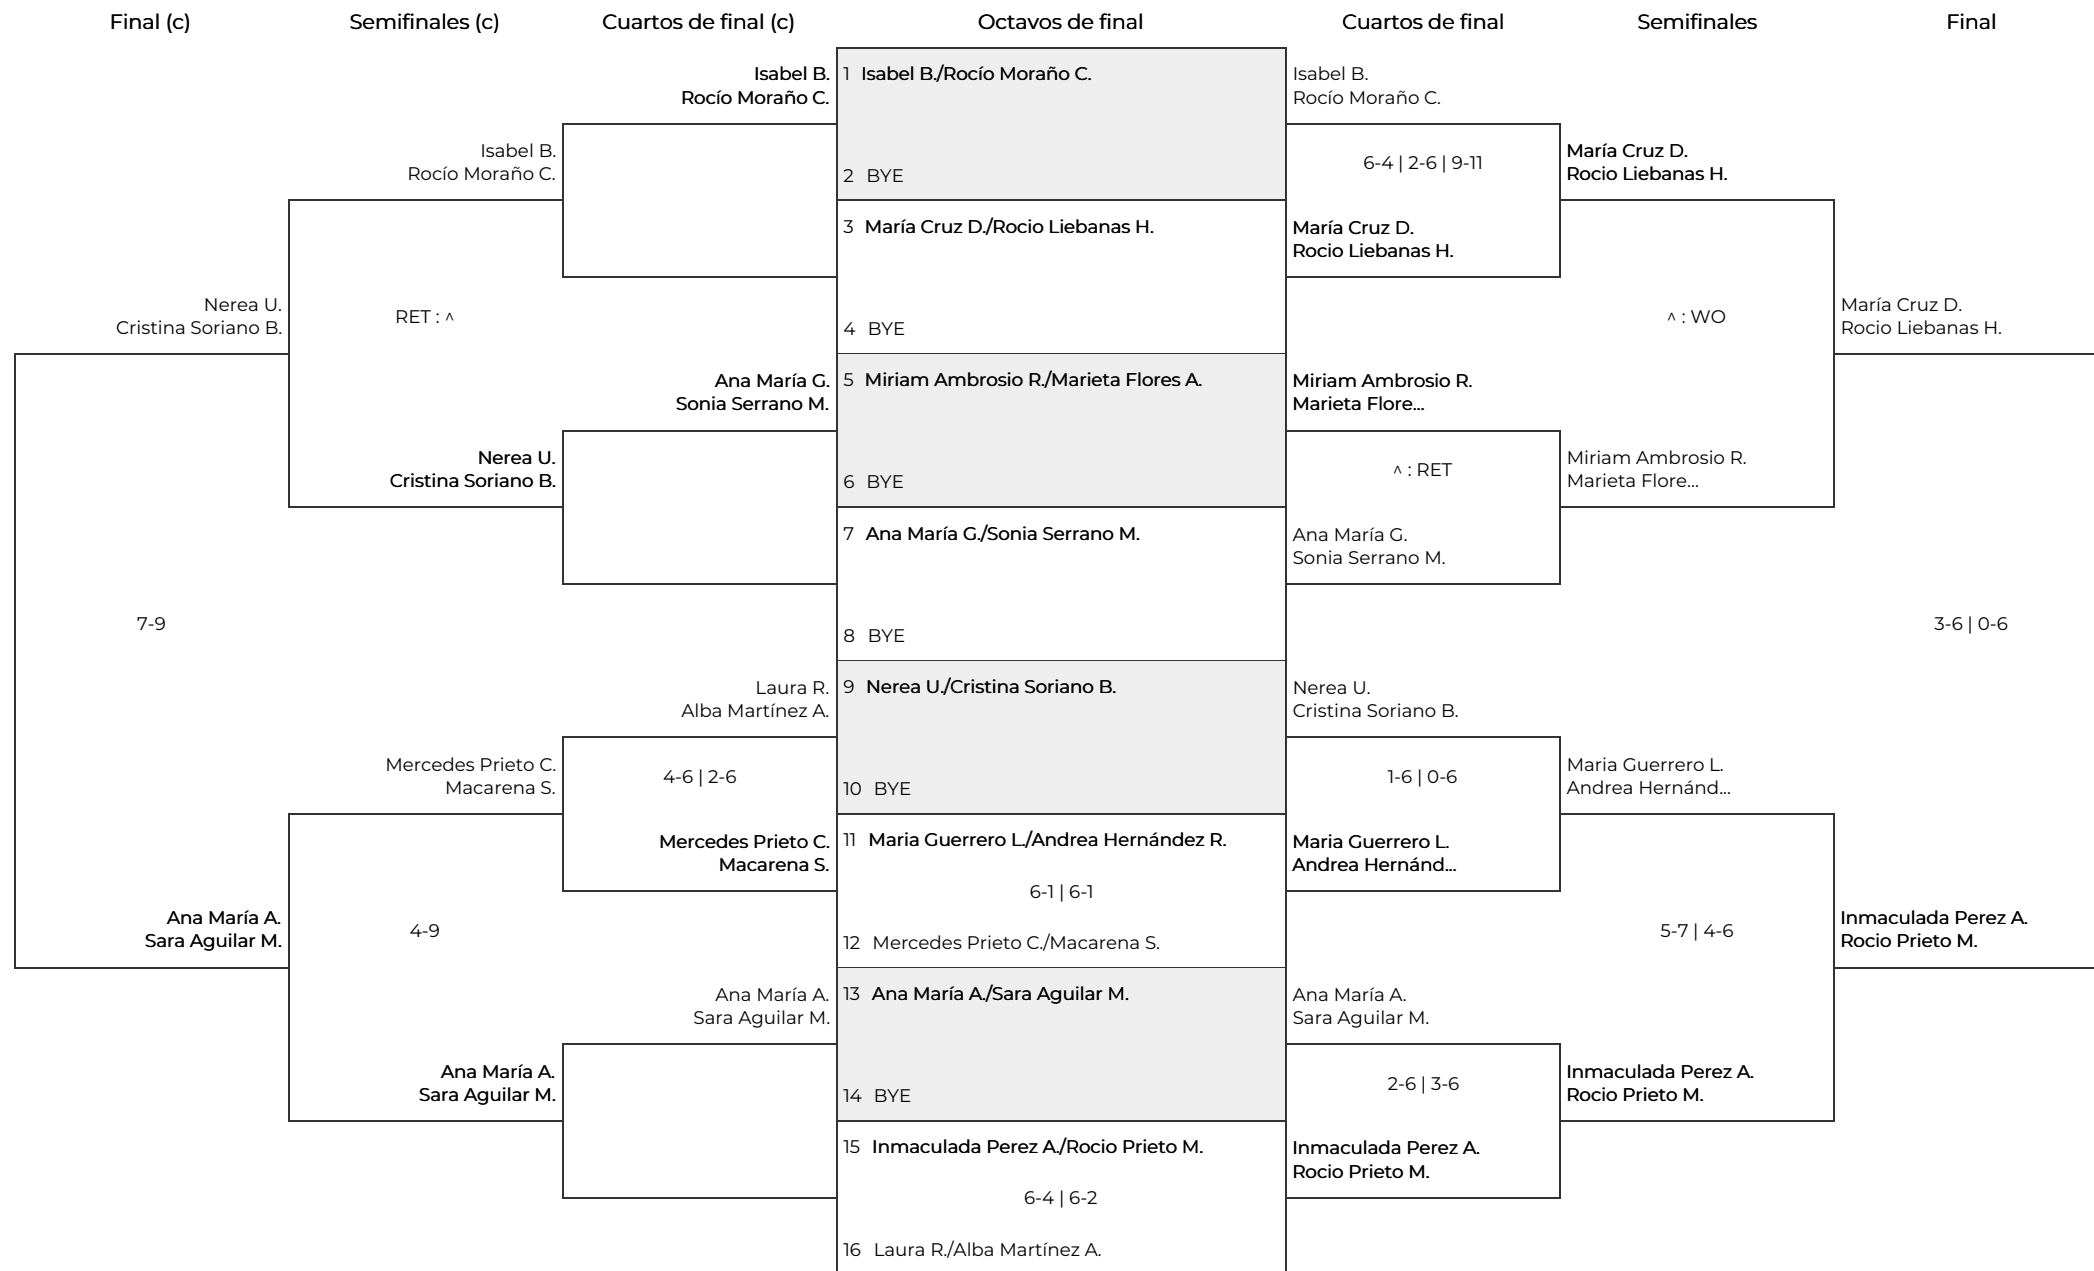 Final (c)
Semifinales (c)
Cuartos de final (c)
Octavos de final
Cuartos de final
Semifinales
Final
Nerea U.
Cristina Soriano B.
7-9
Ana María A.
Sara Aguilar M.
Isabel B.
Rocío Moraño C.
RET : ^
Nerea U.
Cristina Soriano B.
Mercedes Prieto C.
Macarena S.
4-9
Ana María A.
Sara Aguilar M.
Isabel B.
Rocío Moraño C.
Ana María G.
Sonia Serrano M.
Laura R.
Alba Martínez A.
4-6 | 2-6
Mercedes Prieto C.
Macarena S.
Ana María A.
Sara Aguilar M.
1 Isabel B./Rocío Moraño C.
2 BYE
3 María Cruz D./Rocio Liebanas H.
4 BYE
5 Miriam Ambrosio R./Marieta Flores A.
6 BYE
7 Ana María G./Sonia Serrano M.
8 BYE
9 Nerea U./Cristina Soriano B.
10 BYE
11 Maria Guerrero L./Andrea Hernández R.
6-1 | 6-1
12 Mercedes Prieto C./Macarena S.
13 Ana María A./Sara Aguilar M.
14 BYE
15 Inmaculada Perez A./Rocio Prieto M.
6-4 | 6-2
16 Laura R./Alba Martínez A.
Isabel B.
Rocío Moraño C.
6-4 | 2-6 | 9-11
María Cruz D.
Rocio Liebanas H.
Miriam Ambrosio R.
Marieta Flore...
^ : RET
Ana María G.
Sonia Serrano M.
Nerea U.
Cristina Soriano B.
1-6 | 0-6
Maria Guerrero L.
Andrea Hernánd...
Ana María A.
Sara Aguilar M.
2-6 | 3-6
Inmaculada Perez A.
Rocio Prieto M.
María Cruz D.
Rocio Liebanas H.
^ : WO
Miriam Ambrosio R.
Marieta Flore...
Maria Guerrero L.
Andrea Hernánd...
5-7 | 4-6
Inmaculada Perez A.
Rocio Prieto M.
María Cruz D.
Rocio Liebanas H.
3-6 | 0-6
Inmaculada Perez A.
Rocio Prieto M.